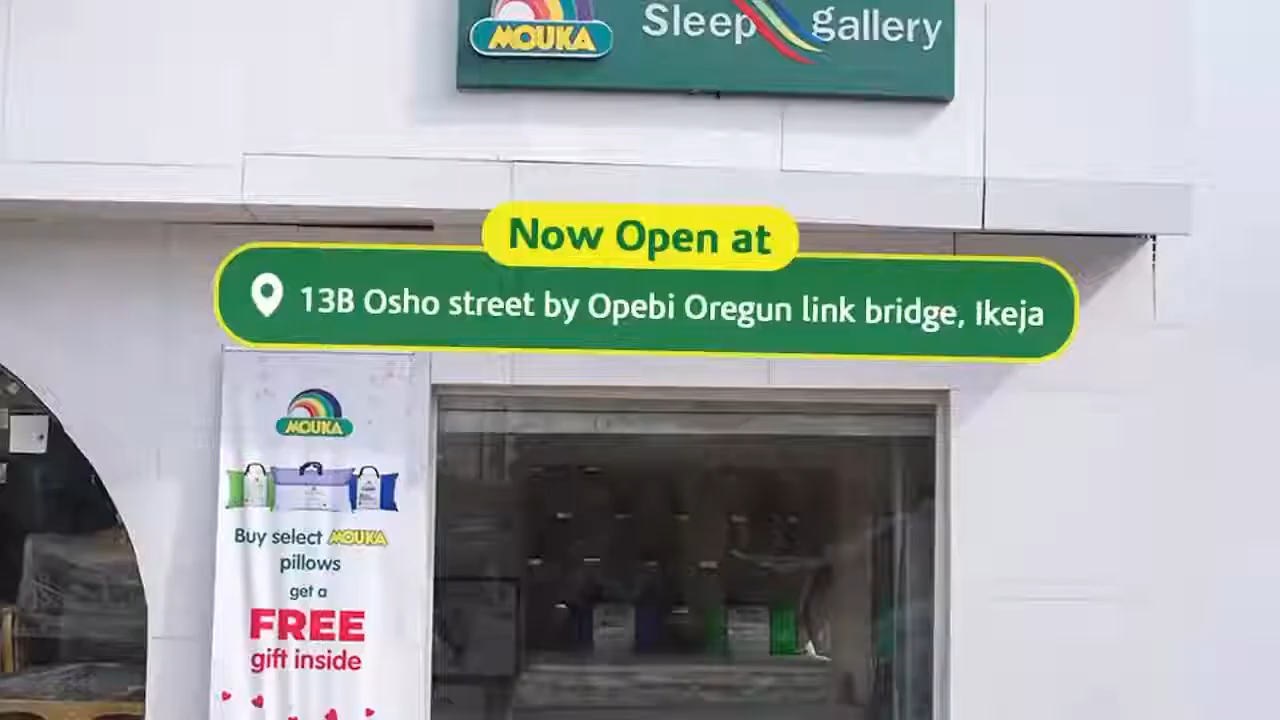 MOUKA
Sleep gallery
Now Open at
13B Osho street by Opebi Oregun link bridge, Ikeja
MOUKA
Buy select MOUKA
pillows
get a
FREE
gift inside